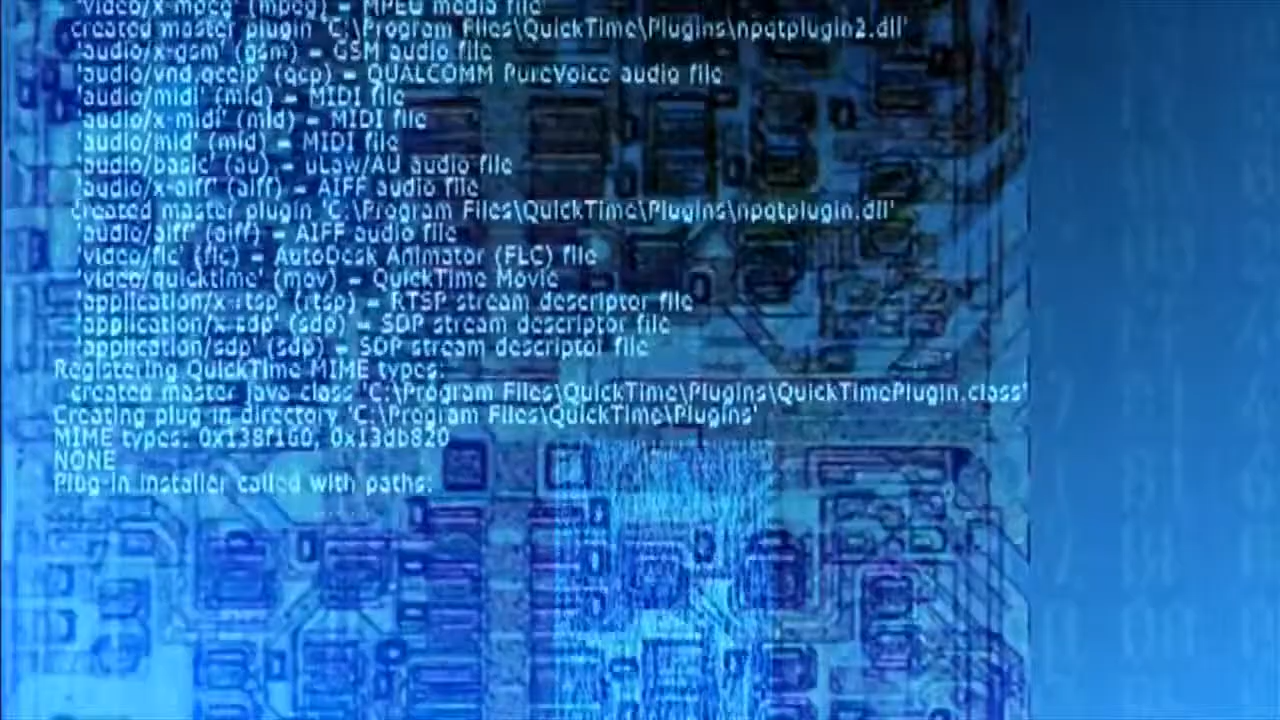 'video/x-mpeg' (mpeg) - MPEG media file'
created master plugin 'C:\Program Files\QuickTime\Plugins\npqtplugin2.dll'
'audio/x-gsm' (gsm) - GSM audio file
'audio/vnd.qcelp' (qcp) - QUALCOMM PureVoice audio file
'audio/midi' (mid) - MIDI file
'audio/x-midi' (mid) - MIDI file
'audio/mid' (mid) - MIDI file
'audio/basic' (au) - uLaw/AU audio file
'audio/x-aiff' (aiff) - AIFF audio file
created master plugin 'C:\Program Files\QuickTime\Plugins\npqtplugin.dll'
'audio/aiff' (aiff) - AIFF audio file
'video/flc' (flc) - AutoDesk Animator (FLC) file
'video/quicktime' (mov) - QuickTime Movie
'application/x-rtsp' (rtsp) - RTSP stream descriptor file
'application/x-sdp' (sdp) - SDP stream descriptor file
'application/sdp' (sdp) - SDP stream descriptor file
Registering QuickTime MIME types:
created master java class 'C:\Program Files\QuickTime\Plugins\QuickTimePlugin.class'
Creating plug-in directory 'C:\Program Files\QuickTime\Plugins'
MIME types: 0x138f160, 0x13db820
NONE
Plug-in installer called with paths: